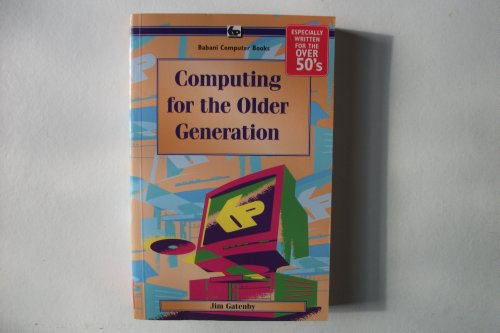 Babani Computer Books
ESPECIALLY
WRITTEN
FOR THE
OVER
50's
Computing
for the Older
Generation
Jim Gatenby